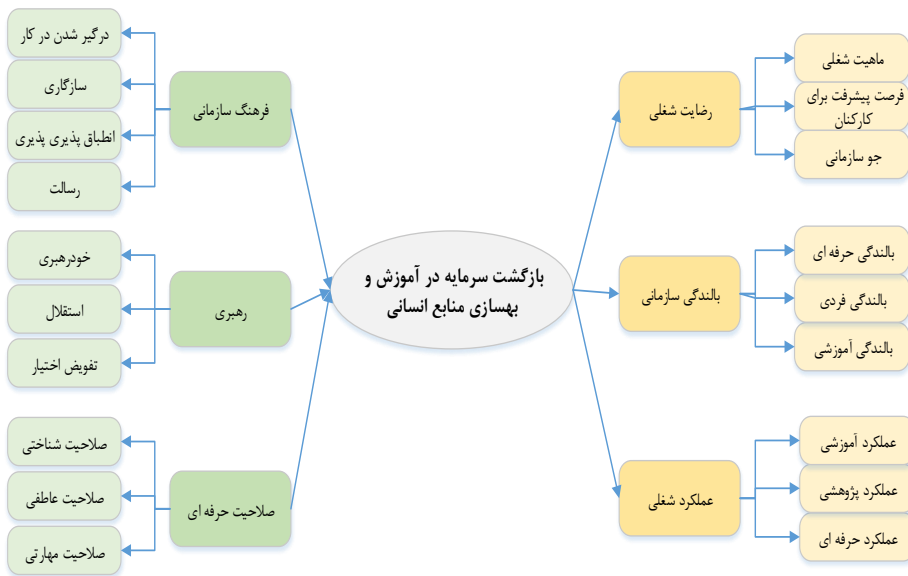 ماهیت شغلی
فرصت پیشرفت برای
کارکنان
جو سازمانی
رضایت شغلی
بالندگی حرفه ای
بالندگی فردی
بالندگی آموزشی
بالندگی سازمانی
عملکرد آموزشی
عملکرد پژوهشی
عملکرد حرفه ای
عملکرد شغلی
بازگشت سرمایه در آموزش و
بهسازی منابع انسانی
فرهنگ سازمانی
درگیر شدن در کار
سازگاری
انطباق پذیری پذیری
رسالت
رهبری
خودرهبری
استقلال
تفویض اختیار
صلاحیت حرفه ای
صلاحیت شناختی
صلاحیت عاطفی
صلاحیت مهارتی